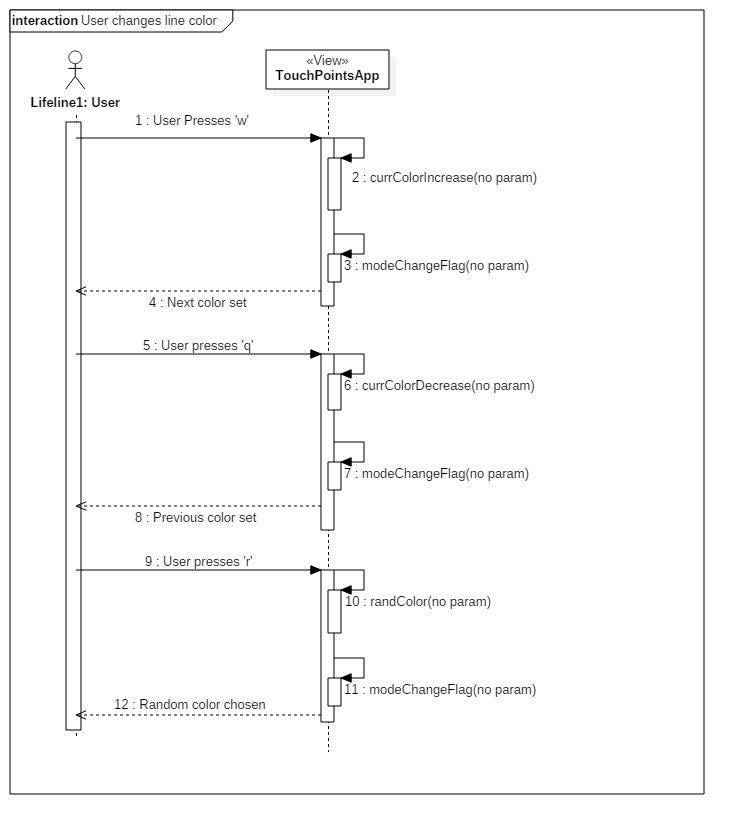 interaction User changes line color
«View»
TouchPointsApp
Lifeline1: User
1 : User Presses 'w'
2 : currColorIncrease(no param)
3 : modeChangeFlag(no param)
4 : Next color set
5 : User presses 'q'
6 : currColorDecrease(no param)
7 : modeChangeFlag(no param)
8 : Previous color set
9 : User presses 'r'
10 : randColor(no param)
11 : modeChangeFlag(no param)
12 : Random color chosen